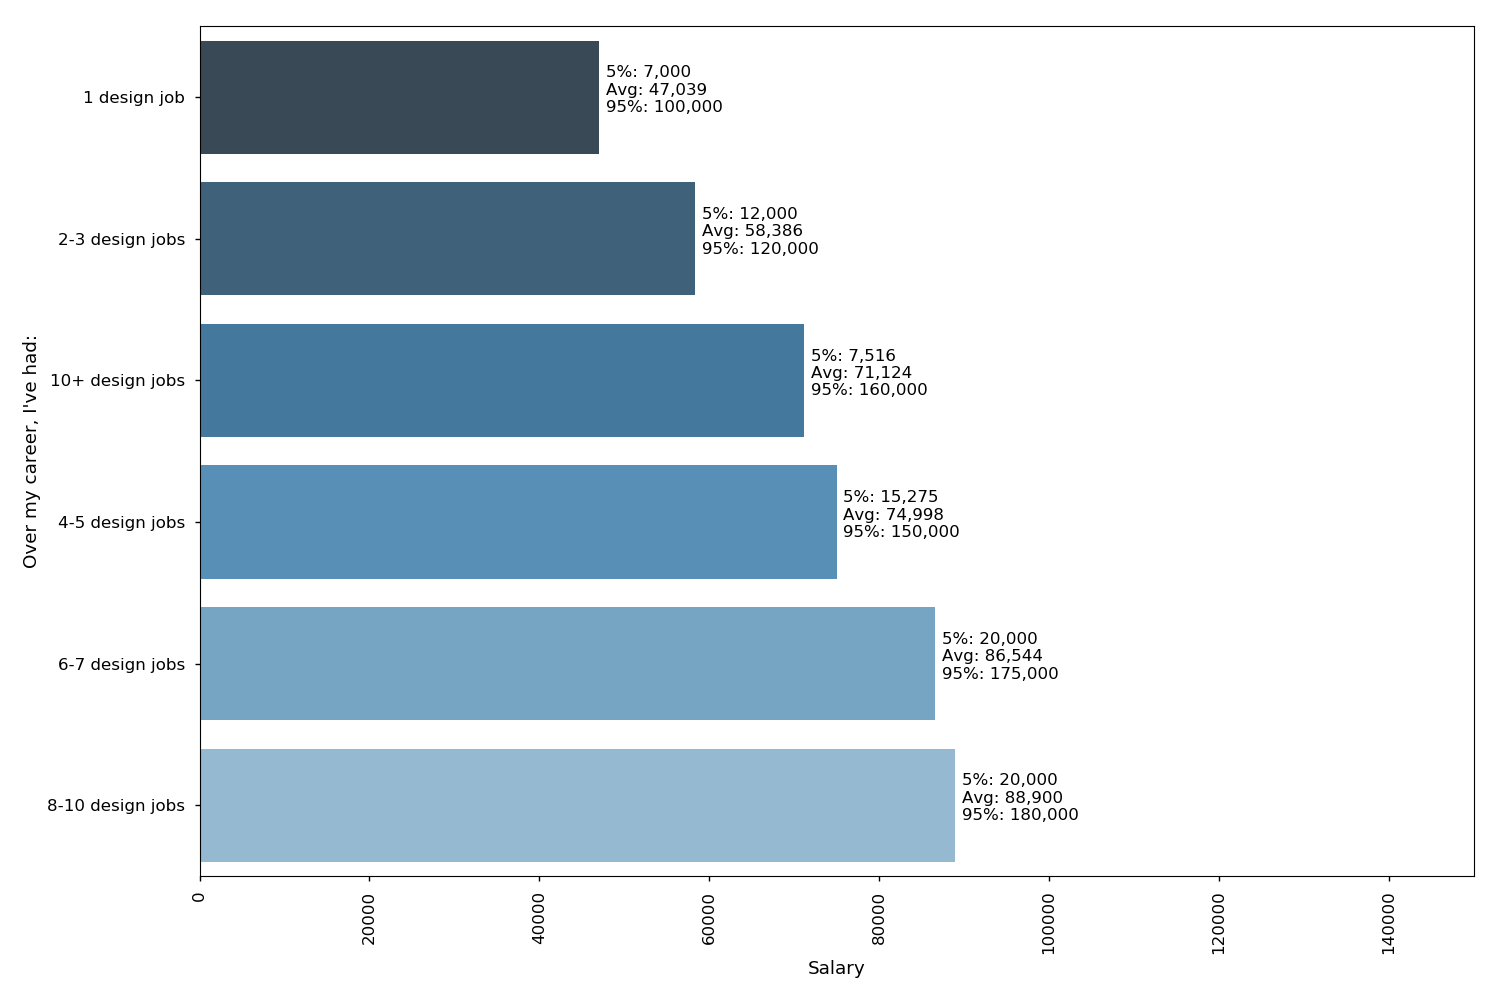 Over my career, I've had:
1 design job
5%: 7,000
Avg: 47,039
95%: 100,000
2-3 design jobs
5%: 12,000
Avg: 58,386
95%: 120,000
10+ design jobs
5%: 7,516
Avg: 71,124
95%: 160,000
4-5 design jobs
5%: 15,275
Avg: 74,998
95%: 150,000
6-7 design jobs
5%: 20,000
Avg: 86,544
95%: 175,000
8-10 design jobs
5%: 20,000
Avg: 88,900
95%: 180,000
0
20000
40000
60000
80000
100000
120000
140000
Salary